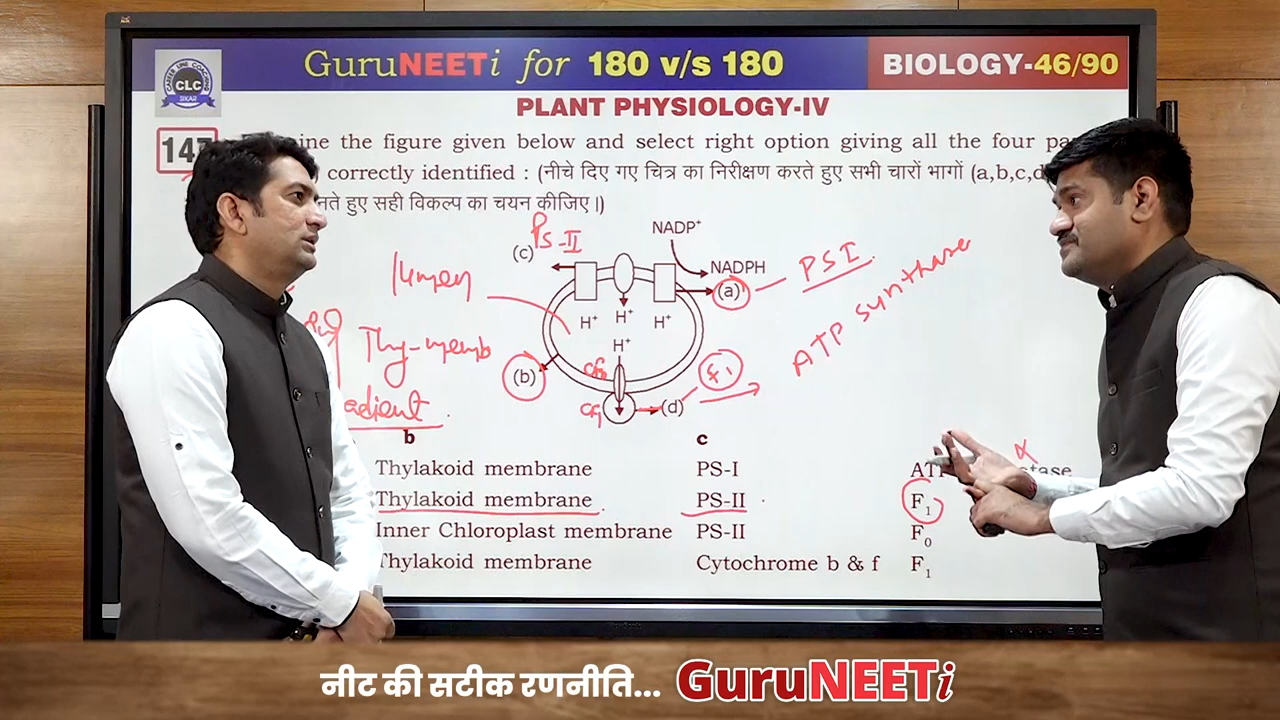 GuruNEETi for 180 v/s 180
BIOLOGY-46/90
CLC
SIKAR
PLANT PHYSIOLOGY-IV
147
the figure given below and select right option giving all the four
correctly identified : (नीचे दिए गए चित्र का निरीक्षण करते हुए सभी चारों भागों (a,b,c,d
हुए सही विकल्प का चयन कीजिए।)
NADP⁺
PS-II
(c)
NADPH
(a)
PSI
lumen
H⁺ H⁺ H⁺
H⁺
ATP synthase
Thy-memb
(b)
F1
(d)
adient
b c
Thylakoid membrane PS-I
Thylakoid membrane PS-II F₁
Inner Chloroplast membrane PS-II F₀
Thylakoid membrane Cytochrome b & f F₁
नीट की सटीक रणनीति... GuruNEETi